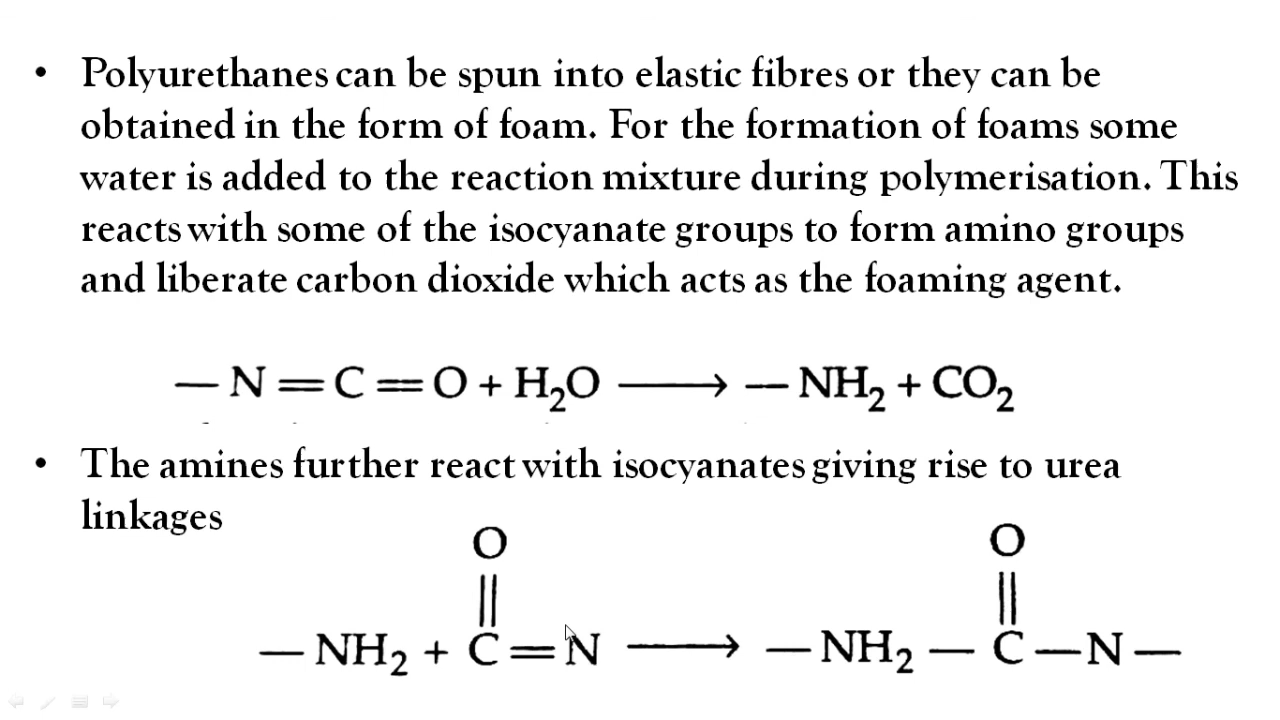 • Polyurethanes can be spun into elastic fibres or they can be
obtained in the form of foam. For the formation of foams some
water is added to the reaction mixture during polymerisation. This
reacts with some of the isocyanate groups to form amino groups
and liberate carbon dioxide which acts as the foaming agent.
— N = C = O + H₂O ⟶ — NH₂ + CO₂
• The amines further react with isocyanates giving rise to urea
linkages
O O
|| ||
— NH₂ + C = N ⟶ — NH₂ — C — N —